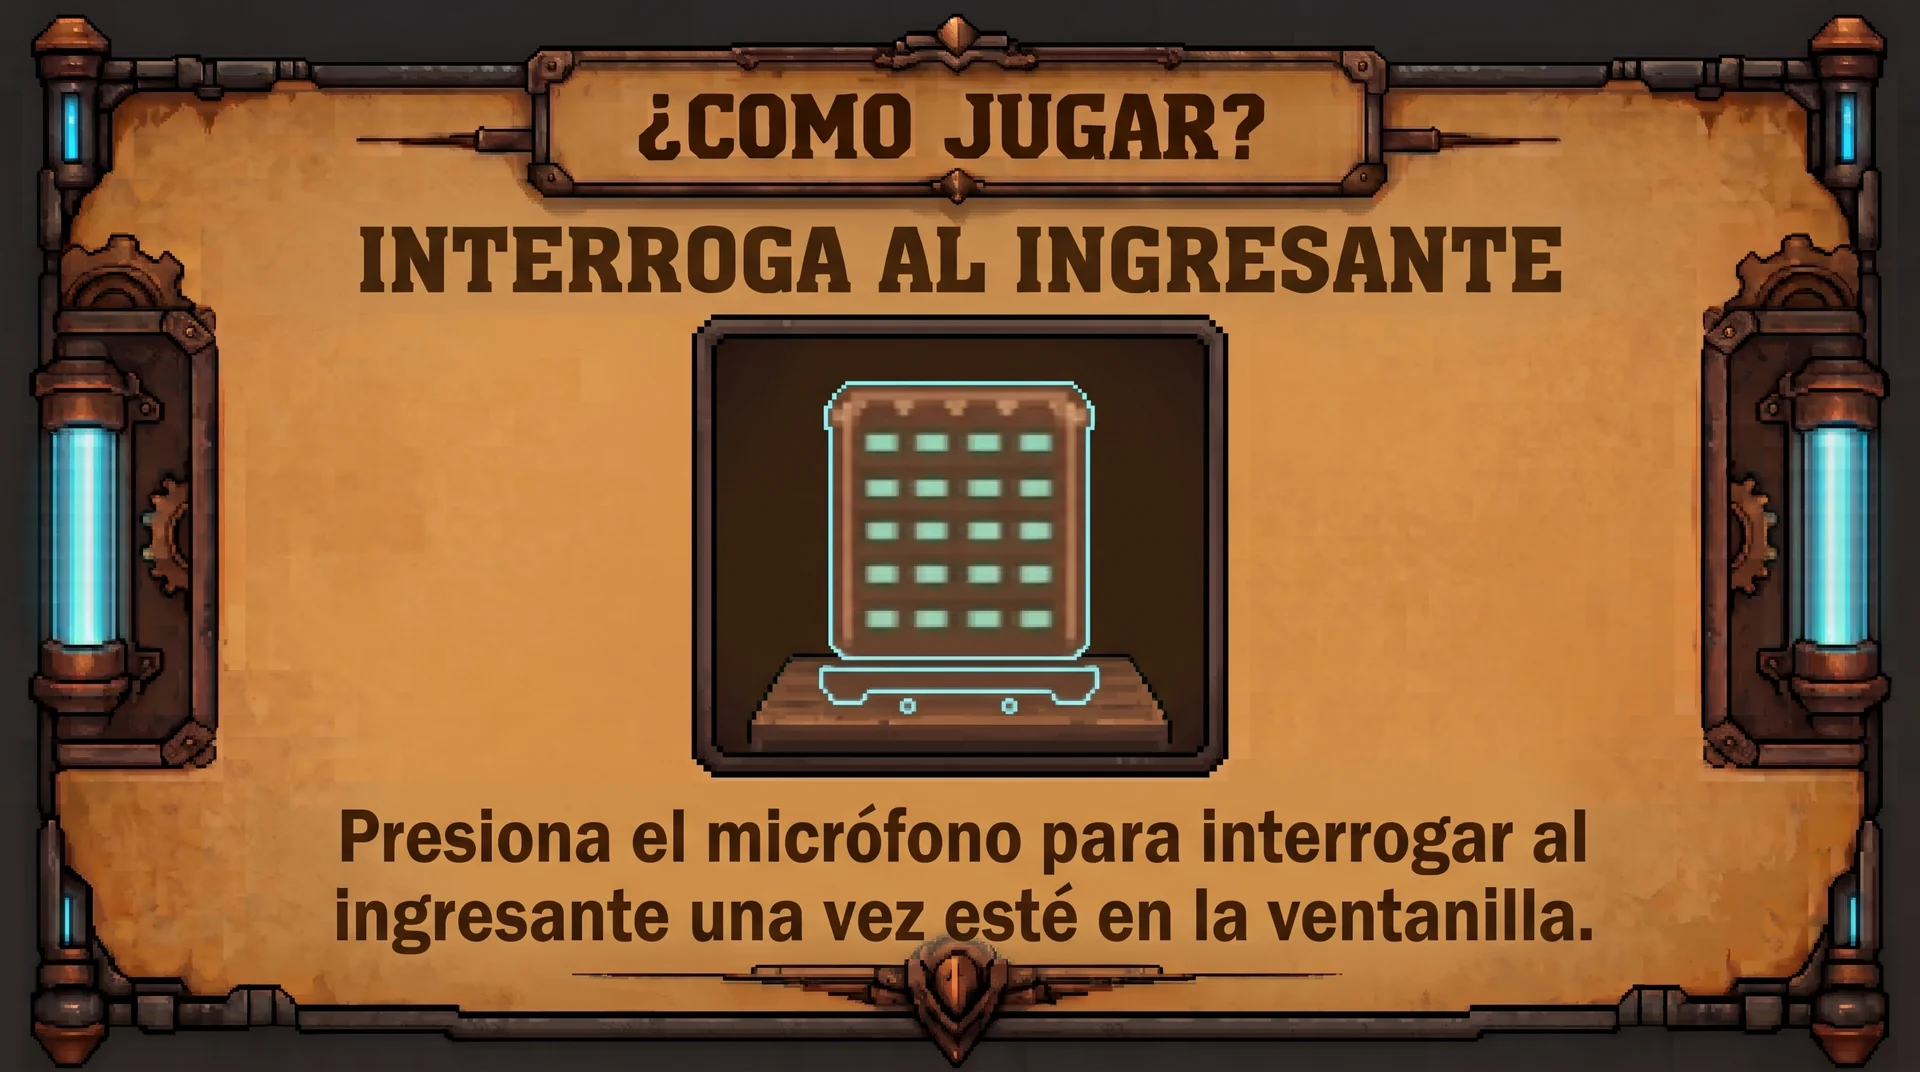 ¿COMO JUGAR?
INTERROGA AL INGRESANTE
Presiona el micrófono para interrogar al
ingresante una vez esté en la ventanilla.